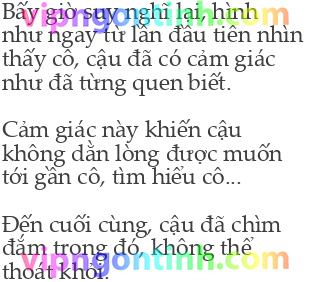 Bấy giờ suy nghĩ lại, hình
như ngay từ lần đầu tiên nhìn
thấy cô, cậu đã có cảm giác
như đã từng quen biết.
Cảm giác này khiến cậu
không dằn lòng được muốn
tới gần cô, tìm hiểu cô...
Đến cuối cùng, cậu đã chìm
đắm trong đó, không thể
thoát khỏi.
vipngontinh.com
vipngontinh.com